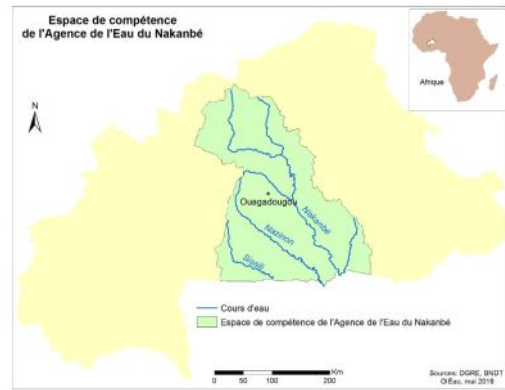 Espace de compétence
de l'Agence de l'Eau du Nakanbé
Afrique
N
Ouagadougou
Nakanbé
Nazinon
Sissili
Cours d'eau
Espace de compétence de l'Agence de l'Eau du Nakanbé
Km
0 50 100 200
Sources: DGRE, BNDT
OiEau, mai 2019